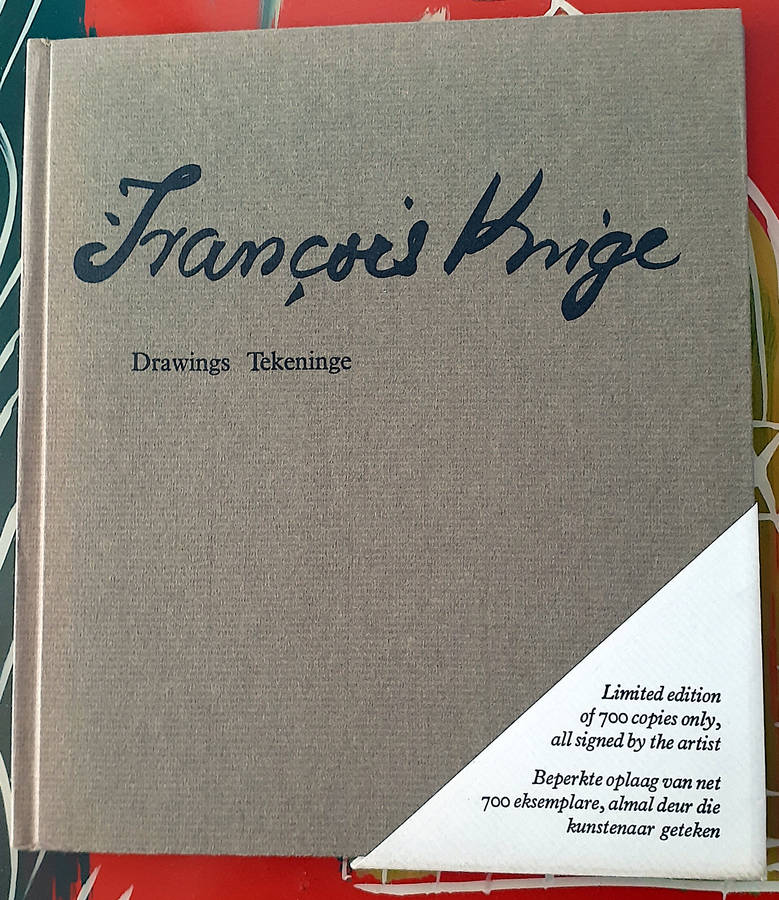 François Krige
Drawings Tekeninge
Limited edition
of 700 copies only,
all signed by the artist
Beperkte oplaag van net
700 eksemplare, almal deur die
kunstenaar geteken